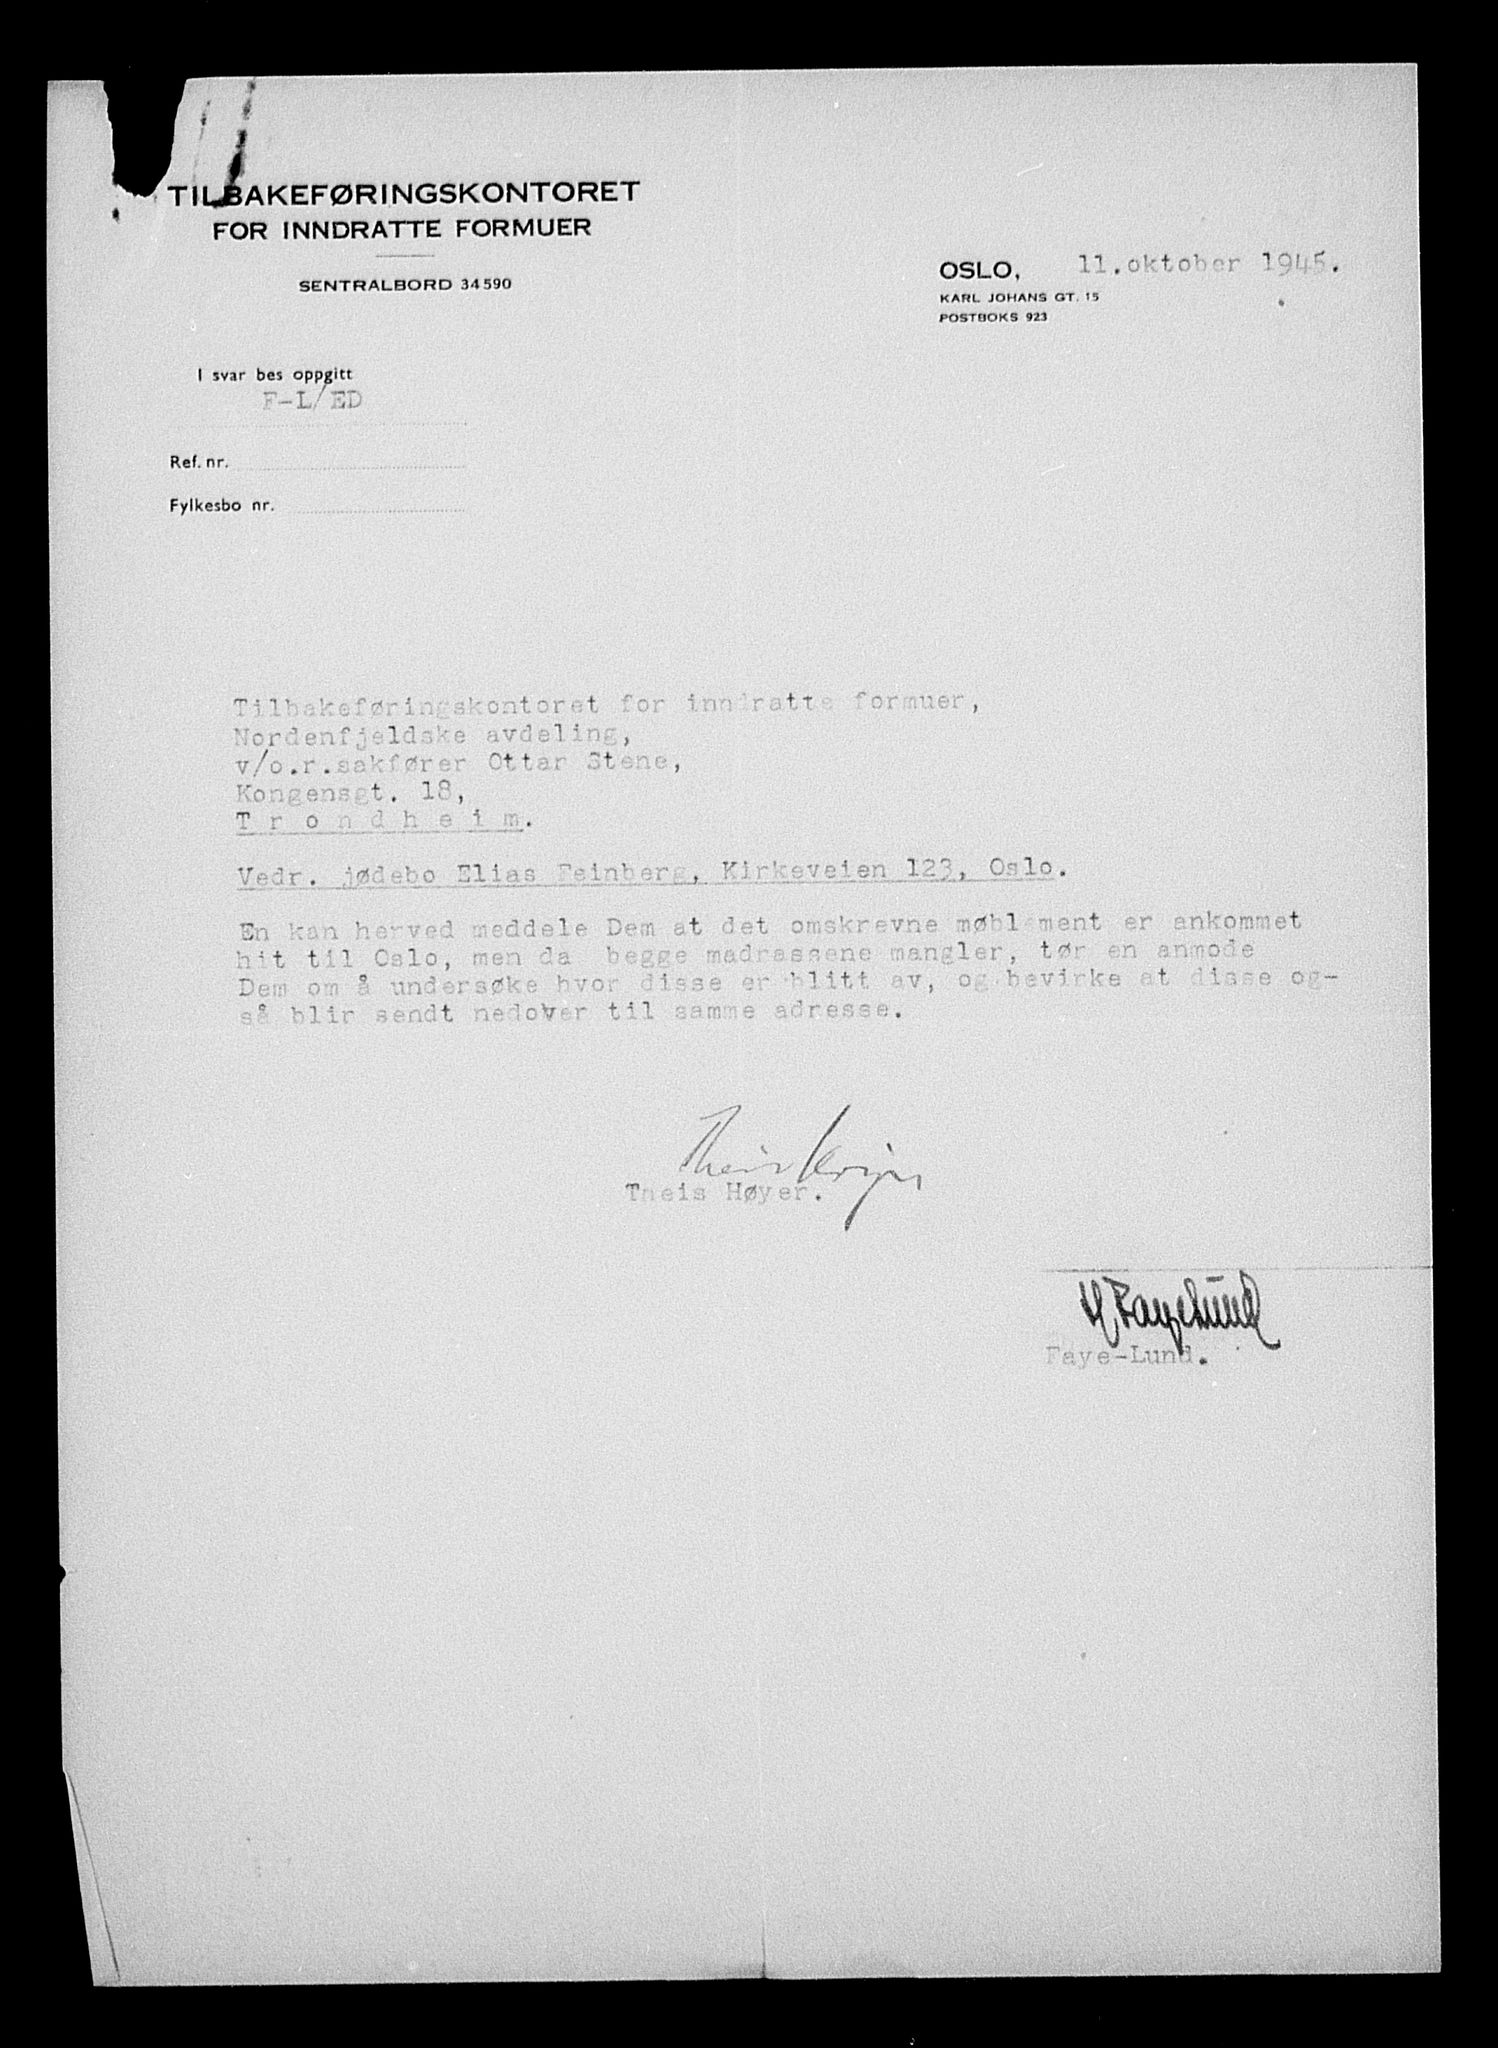 TILBAKEFØRINGSKONTORET
FOR INNDRATTE FORMUER
SENTRALBORD 34590
OSLO, 11.oktober 1945.
KARL JOHANS GT. 15
POSTBOKS 923
I svar bes oppgitt
F-L/ED
Ref. nr.
Fylkesbo nr.
Tilbakeføringskontoret for inndratte formuer,
Nordenfjeldske avdeling,
v/o.r.sakfører Ottar Stene,
Kongensgt. 18,
T r o n d h e i m.
Vedr. jødebo Elias Feinberg, Kirkeveien 123, Oslo.
En kan herved meddele Dem at det omskrevne møblement er ankommet
hit til Oslo, men da begge madrassene mangler, tør en anmode
Dem om å undersøke hvor disse er blitt av, og bevirke at disse og-
så blir sendt nedover til samme adresse.
Theis Høyer
Theis Høyer.
H Faye Lund
Faye-Lund.